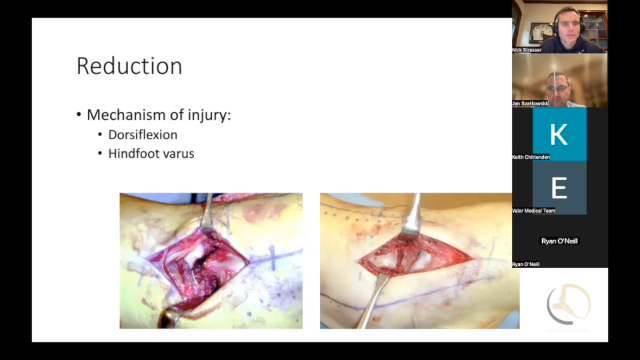 Reduction
• Mechanism of injury:
• Dorsiflexion
• Hindfoot varus
Nick Strasser
Jan Szatkowski
K
Keith Chittenden
E
Valor Medical Team
Ryan O'Neill
Ryan O'Neill